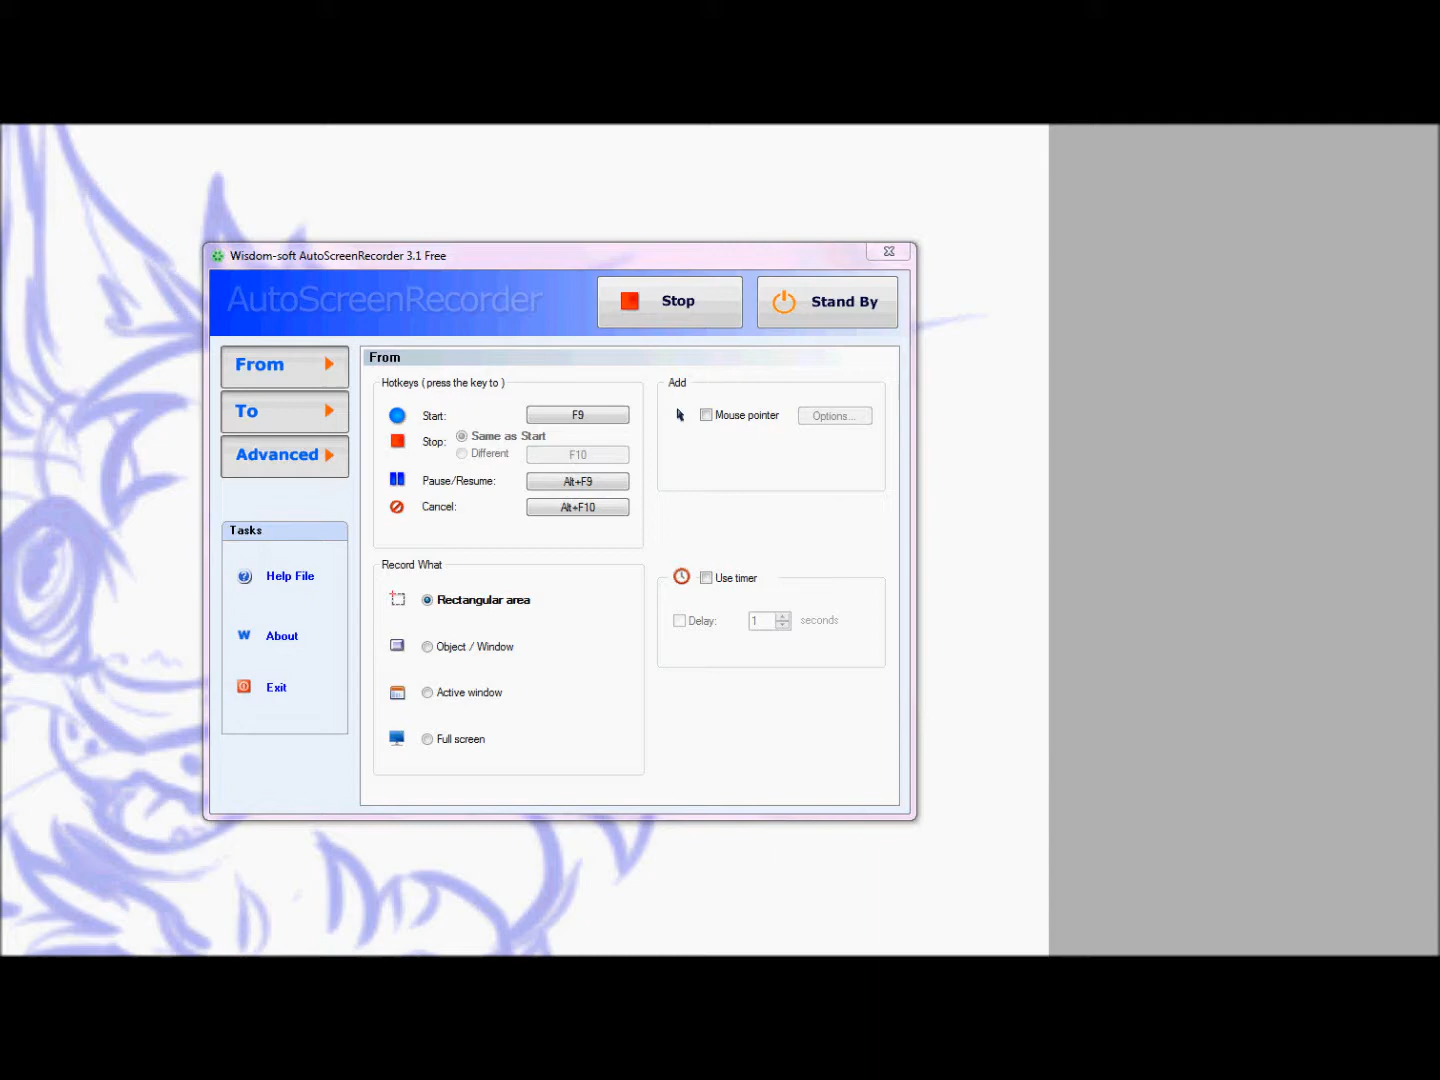 Wisdom-soft AutoScreenRecorder 3.1 Free
AutoScreenRecorder
Stop
Stand By
From
To
Advanced
Tasks
Help File
About
Exit
From
Hotkeys ( press the key to )
Start:
F9
Stop:
Same as Start
Different
F10
Pause/Resume:
Alt+F9
Cancel:
Alt+F10
Add
Mouse pointer
Options...
Record What
Rectangular area
Object / Window
Active window
Full screen
Use timer
Delay:
1
seconds